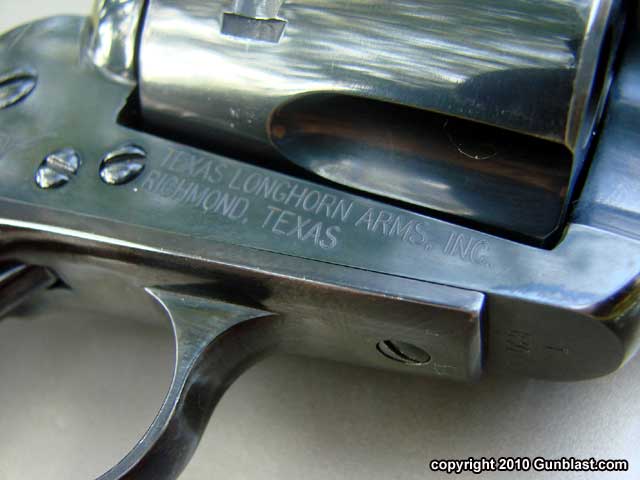 TEXAS LONGHORN ARMS, INC.
RICHMOND, TEXAS
copyright 2010 Gunblast.com